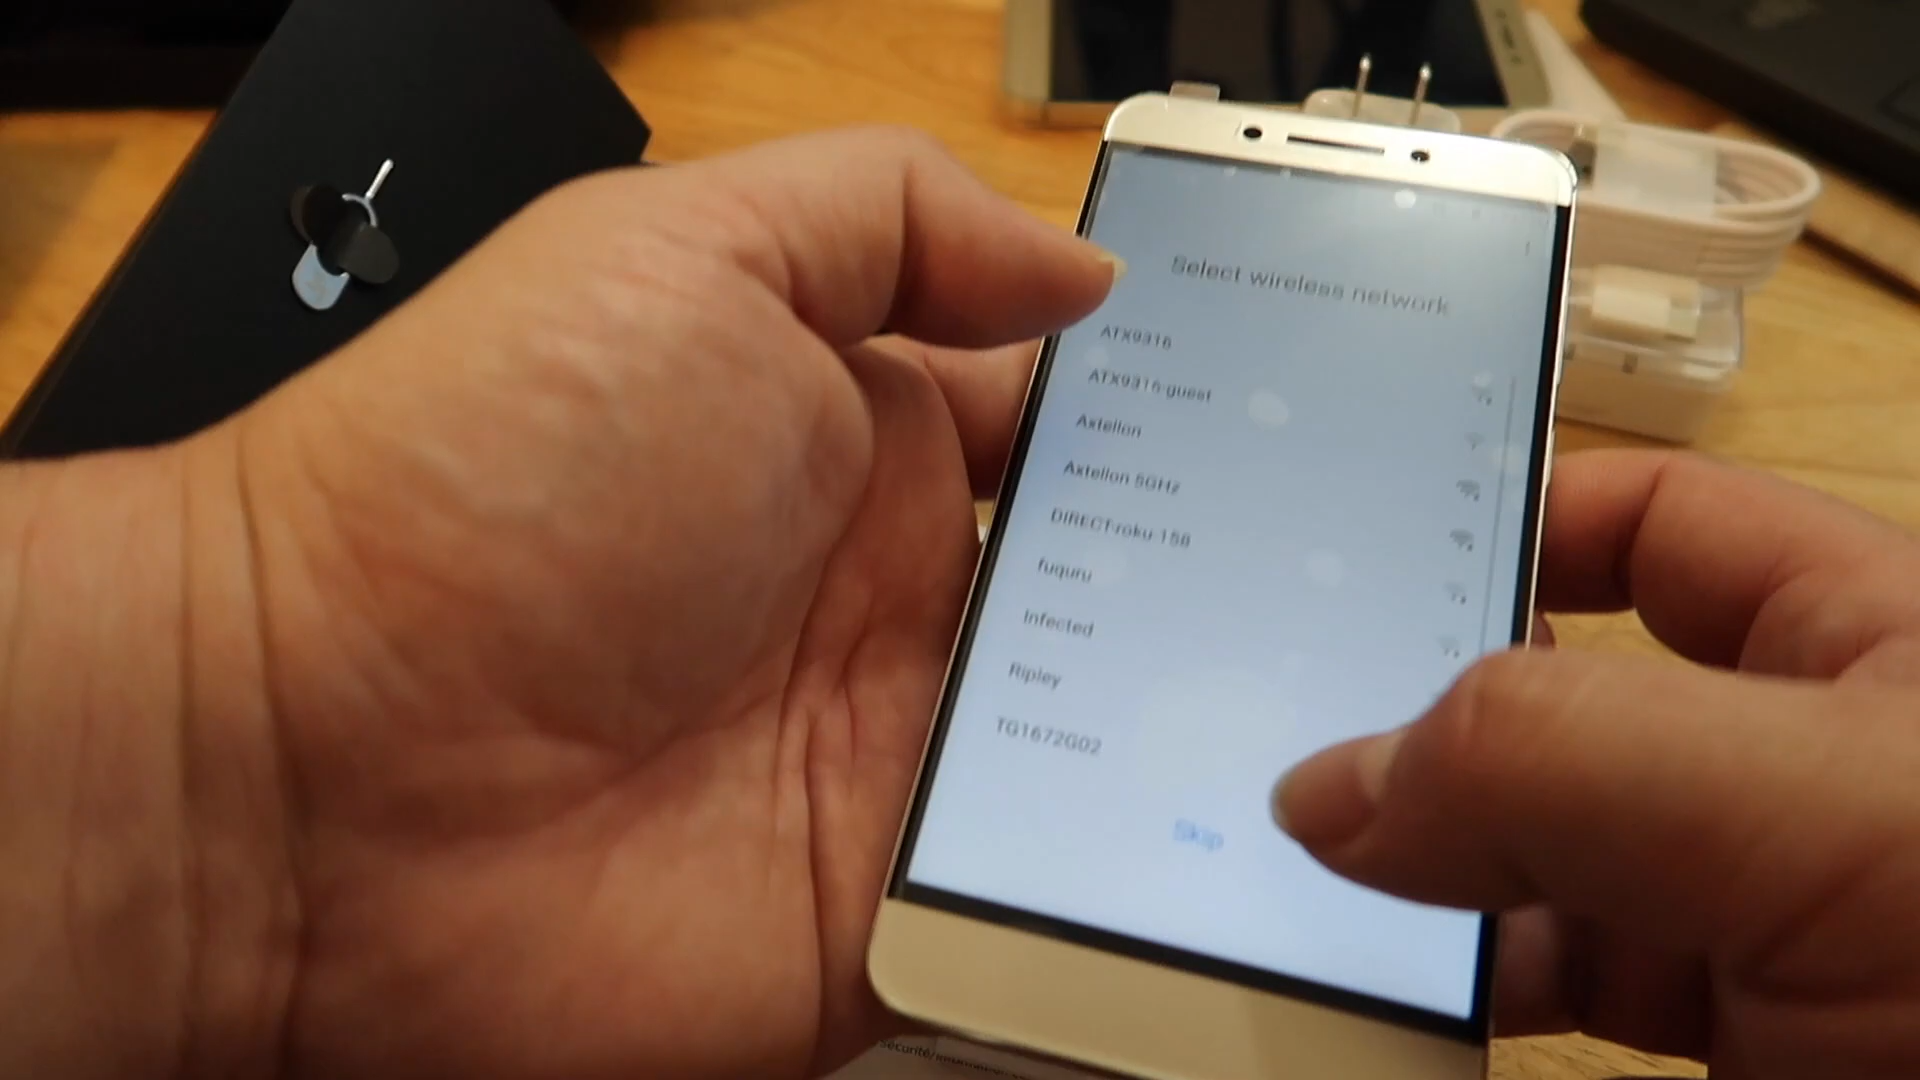 Select wireless network
ATX9316
ATX9316-guest
Axtellon
Axtellon 5GHz
DIRECT-roku-158
fuquru
Infected
Ripley
TG1672G02
Skip